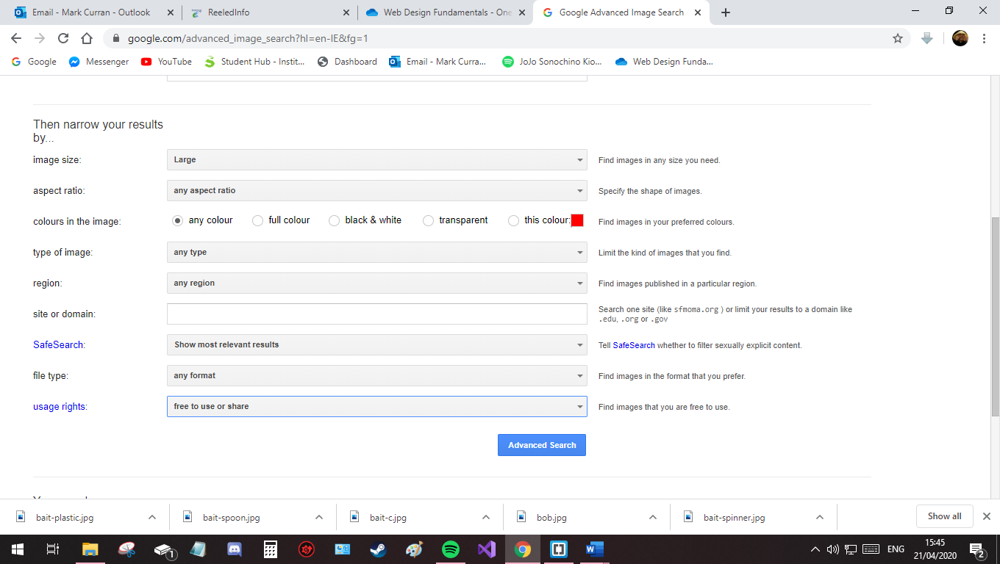 Email - Mark Curran - Outlook
ReeledInfo
Web Design Fundamentals - One
Google Advanced Image Search
google.com/advanced_image_search?hl=en-IE&fg=1
Google
Messenger
YouTube
Student Hub - Instit...
Dashboard
Email - Mark Curra...
JoJo Sonochino Kio...
Web Design Funda...
Then narrow your results
by...
image size:
Large
Find images in any size you need.
aspect ratio:
any aspect ratio
Specify the shape of images.
colours in the image:
any colour
full colour
black & white
transparent
this colour:
Find images in your preferred colours.
type of image:
any type
Limit the kind of images that you find.
region:
any region
Find images published in a particular region.
site or domain:
Search one site (like sfmoma.org ) or limit your results to a domain like
.edu, .org or .gov
SafeSearch:
Show most relevant results
Tell SafeSearch whether to filter sexually explicit content.
file type:
any format
Find images in the format that you prefer.
usage rights:
free to use or share
Find images that you are free to use.
Advanced Search
bait-plastic.jpg
bait-spoon.jpg
bait-c.jpg
bob.jpg
bait-spinner.jpg
Show all
1
ENG
15:45
21/04/2020
2